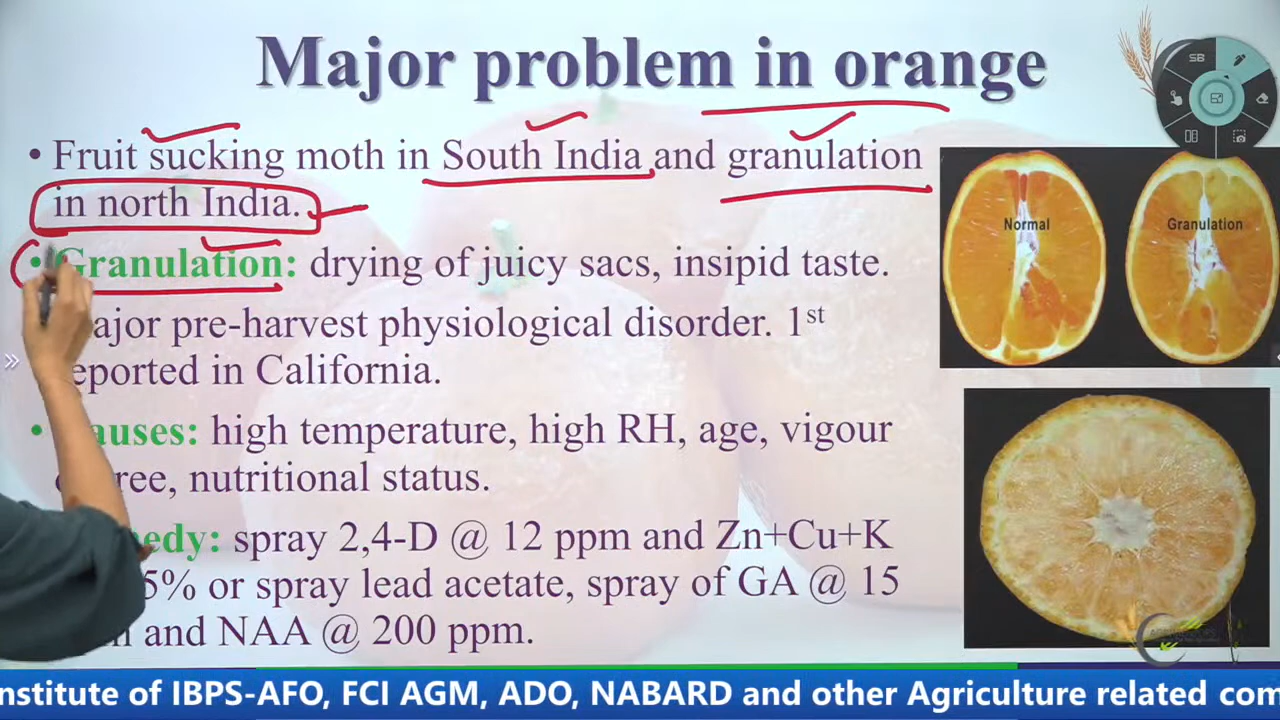 Major problem in orange
• Fruit sucking moth in South India and granulation
in north India.
• Granulation: drying of juicy sacs, insipid taste.
ajor pre-harvest physiological disorder. 1st
eported in California.
• auses: high temperature, high RH, age, vigour
ree, nutritional status.
edy: spray 2,4-D @ 12 ppm and Zn+Cu+K
5% or spray lead acetate, spray of GA @ 15
and NAA @ 200 ppm.
Normal
Granulation
SB
nstitute of IBPS-AFO, FCI AGM, ADO, NABARD and other Agriculture related com